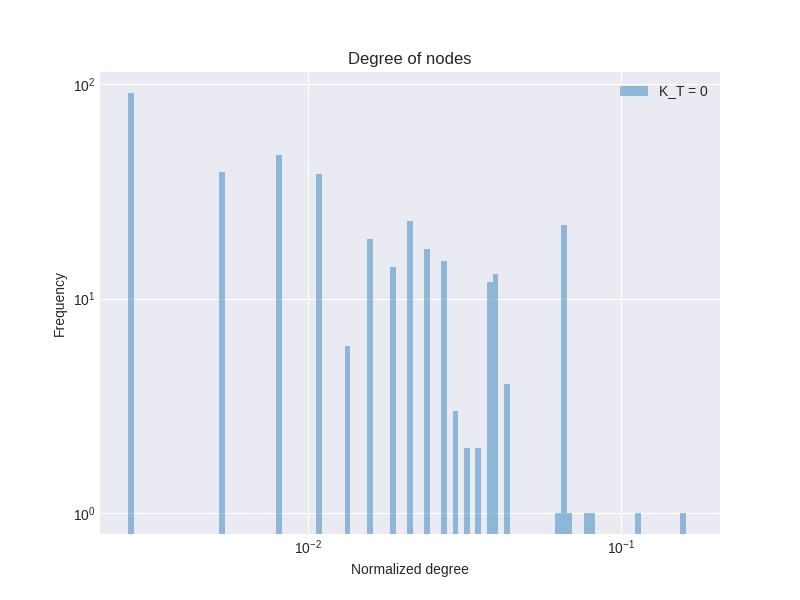 Degree of nodes
K_T = 0
10²
10¹
10⁰
Frequency
10⁻²
10⁻¹
Normalized degree